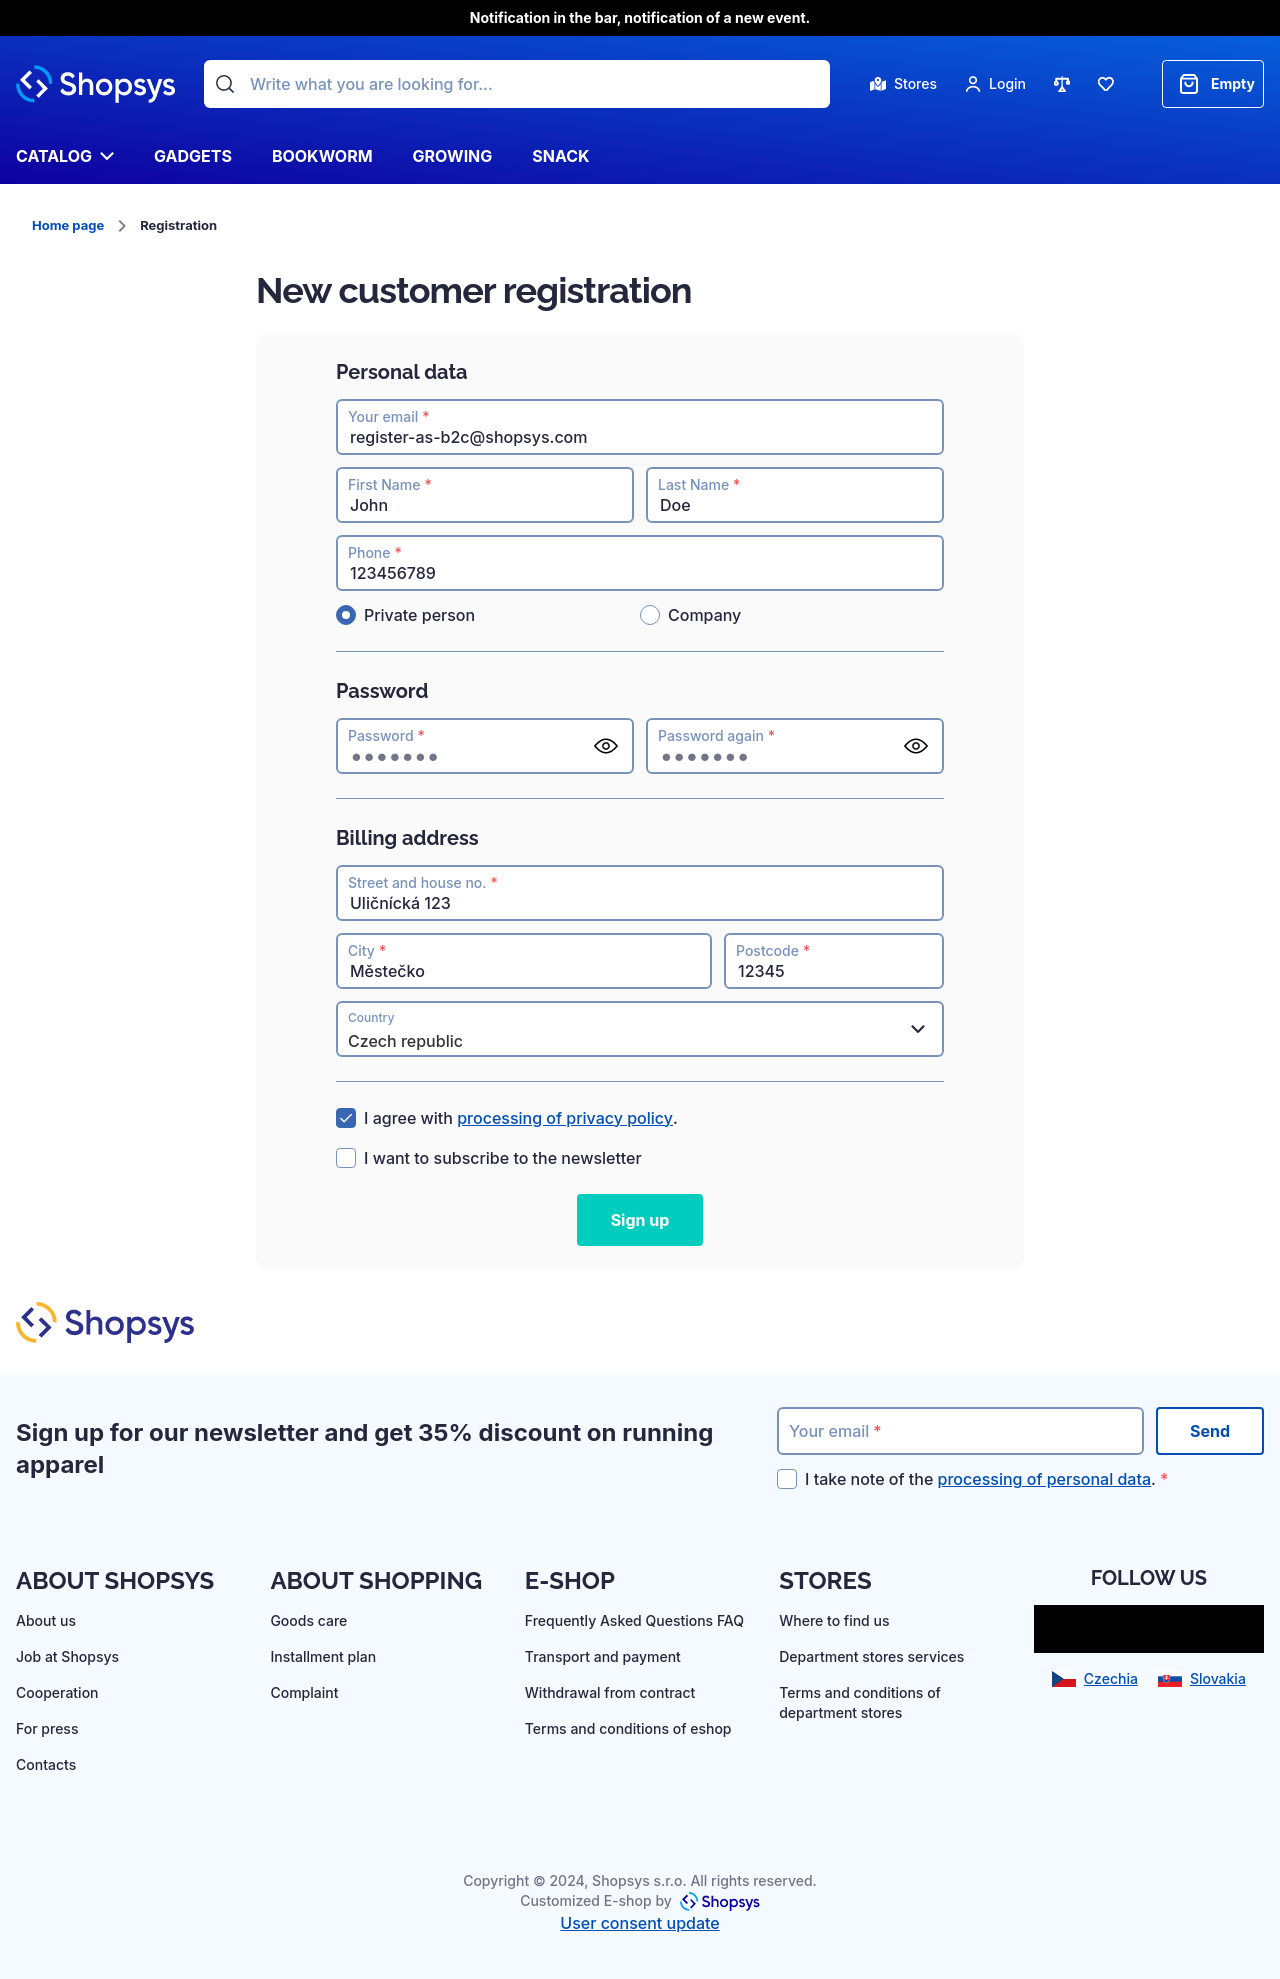 Notification in the bar, notification of a new event.
Shopsys
Write what you are looking for...
Stores
Login
Empty
CATALOG
GADGETS
BOOKWORM
GROWING
SNACK
Home page
Registration
New customer registration
Personal data
Your email *
register-as-b2c@shopsys.com
First Name *
John
Last Name *
Doe
Phone *
123456789
Private person
Company
Password
Password *
Password again *
Billing address
Street and house no. *
Uličnícká 123
City *
Městečko
Postcode *
12345
Country
Czech republic
I agree with processing of privacy policy.
I want to subscribe to the newsletter
Sign up
Shopsys
Sign up for our newsletter and get 35% discount on running
apparel
Your email *
Send
I take note of the processing of personal data. *
ABOUT SHOPSYS
About us
Job at Shopsys
Cooperation
For press
Contacts
ABOUT SHOPPING
Goods care
Installment plan
Complaint
E-SHOP
Frequently Asked Questions FAQ
Transport and payment
Withdrawal from contract
Terms and conditions of eshop
STORES
Where to find us
Department stores services
Terms and conditions of
department stores
FOLLOW US
Czechia
Slovakia
Copyright © 2024, Shopsys s.r.o. All rights reserved.
Customized E-shop by Shopsys
User consent update